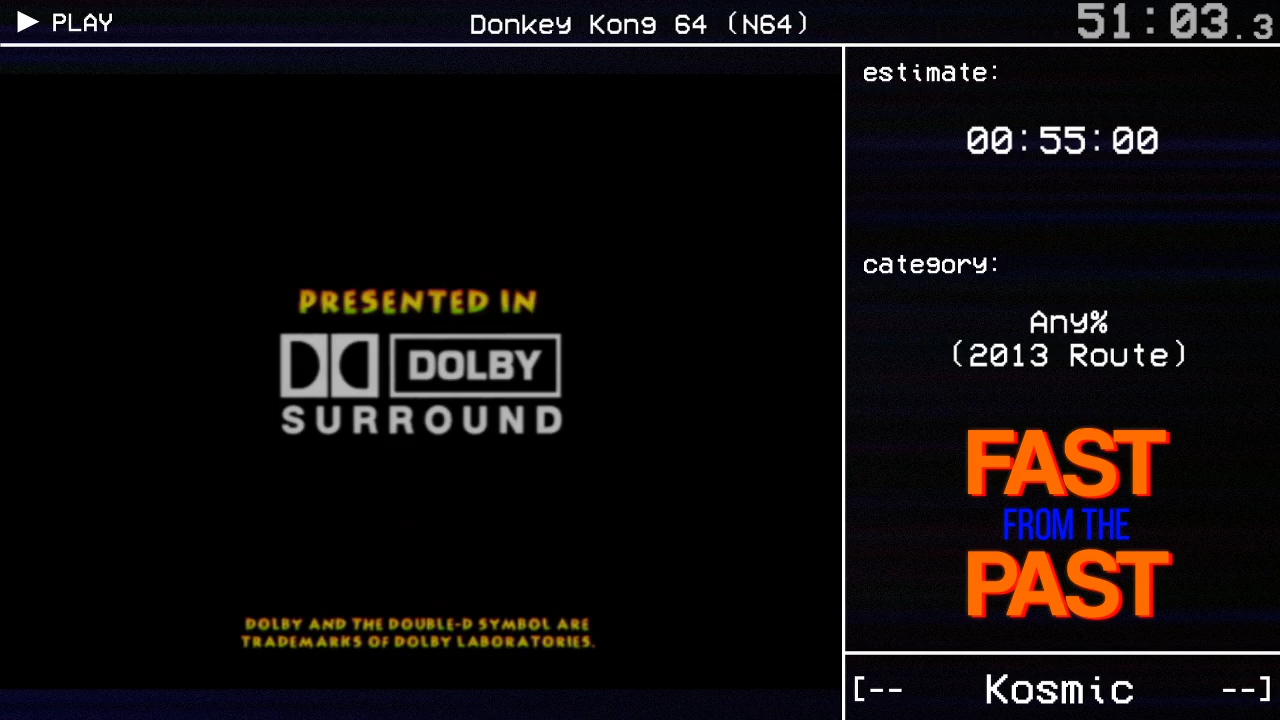 ▶ PLAY
Donkey Kong 64 (N64)
51:03.3
estimate:
00:55:00
category:
Any%
(2013 Route)
FAST
FROM THE
PAST
[-- Kosmic --]
PRESENTED IN
DOLBY
SURROUND
DOLBY AND THE DOUBLE-D SYMBOL ARE
TRADEMARKS OF DOLBY LABORATORIES.